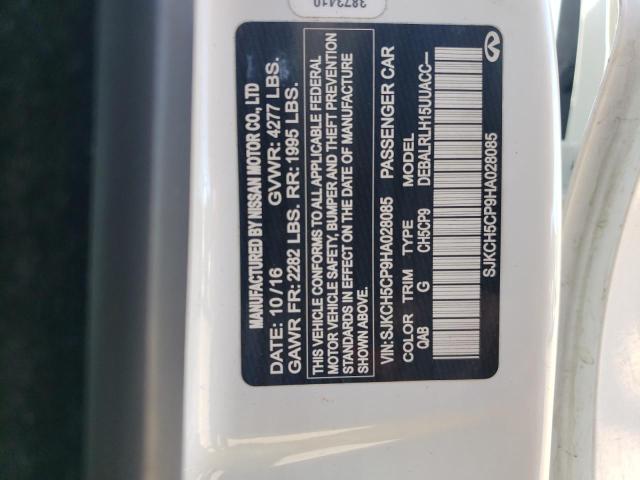 3873410
MANUFACTURED BY NISSAN MOTOR CO., LTD
DATE: 10/16 GVWR: 4277 LBS.
GAWR FR: 2282 LBS. RR: 1995 LBS.
THIS VEHICLE CONFORMS TO ALL APPLICABLE FEDERAL
MOTOR VEHICLE SAFETY, BUMPER AND THEFT PREVENTION
STANDARDS IN EFFECT ON THE DATE OF MANUFACTURE
SHOWN ABOVE.
VIN:SJKCH5CP9HA028085 PASSENGER CAR
COLOR TRIM TYPE MODEL
QAB G CH5CP9 DEBALRLH15UUACC—
SJKCH5CP9HA028085